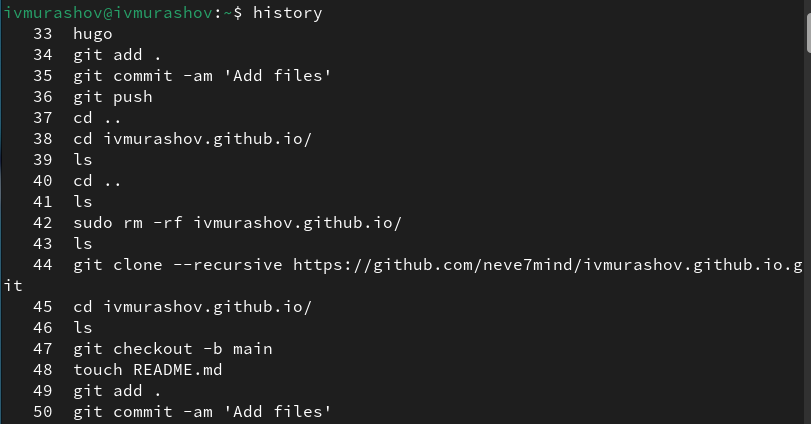 ivmurashov@ivmurashov:~$ history
33 hugo
34 git add .
35 git commit -am 'Add files'
36 git push
37 cd ..
38 cd ivmurashov.github.io/
39 ls
40 cd ..
41 ls
42 sudo rm -rf ivmurashov.github.io/
43 ls
44 git clone --recursive https://github.com/neve7mind/ivmurashov.github.io.g
it
45 cd ivmurashov.github.io/
46 ls
47 git checkout -b main
48 touch README.md
49 git add .
50 git commit -am 'Add files'